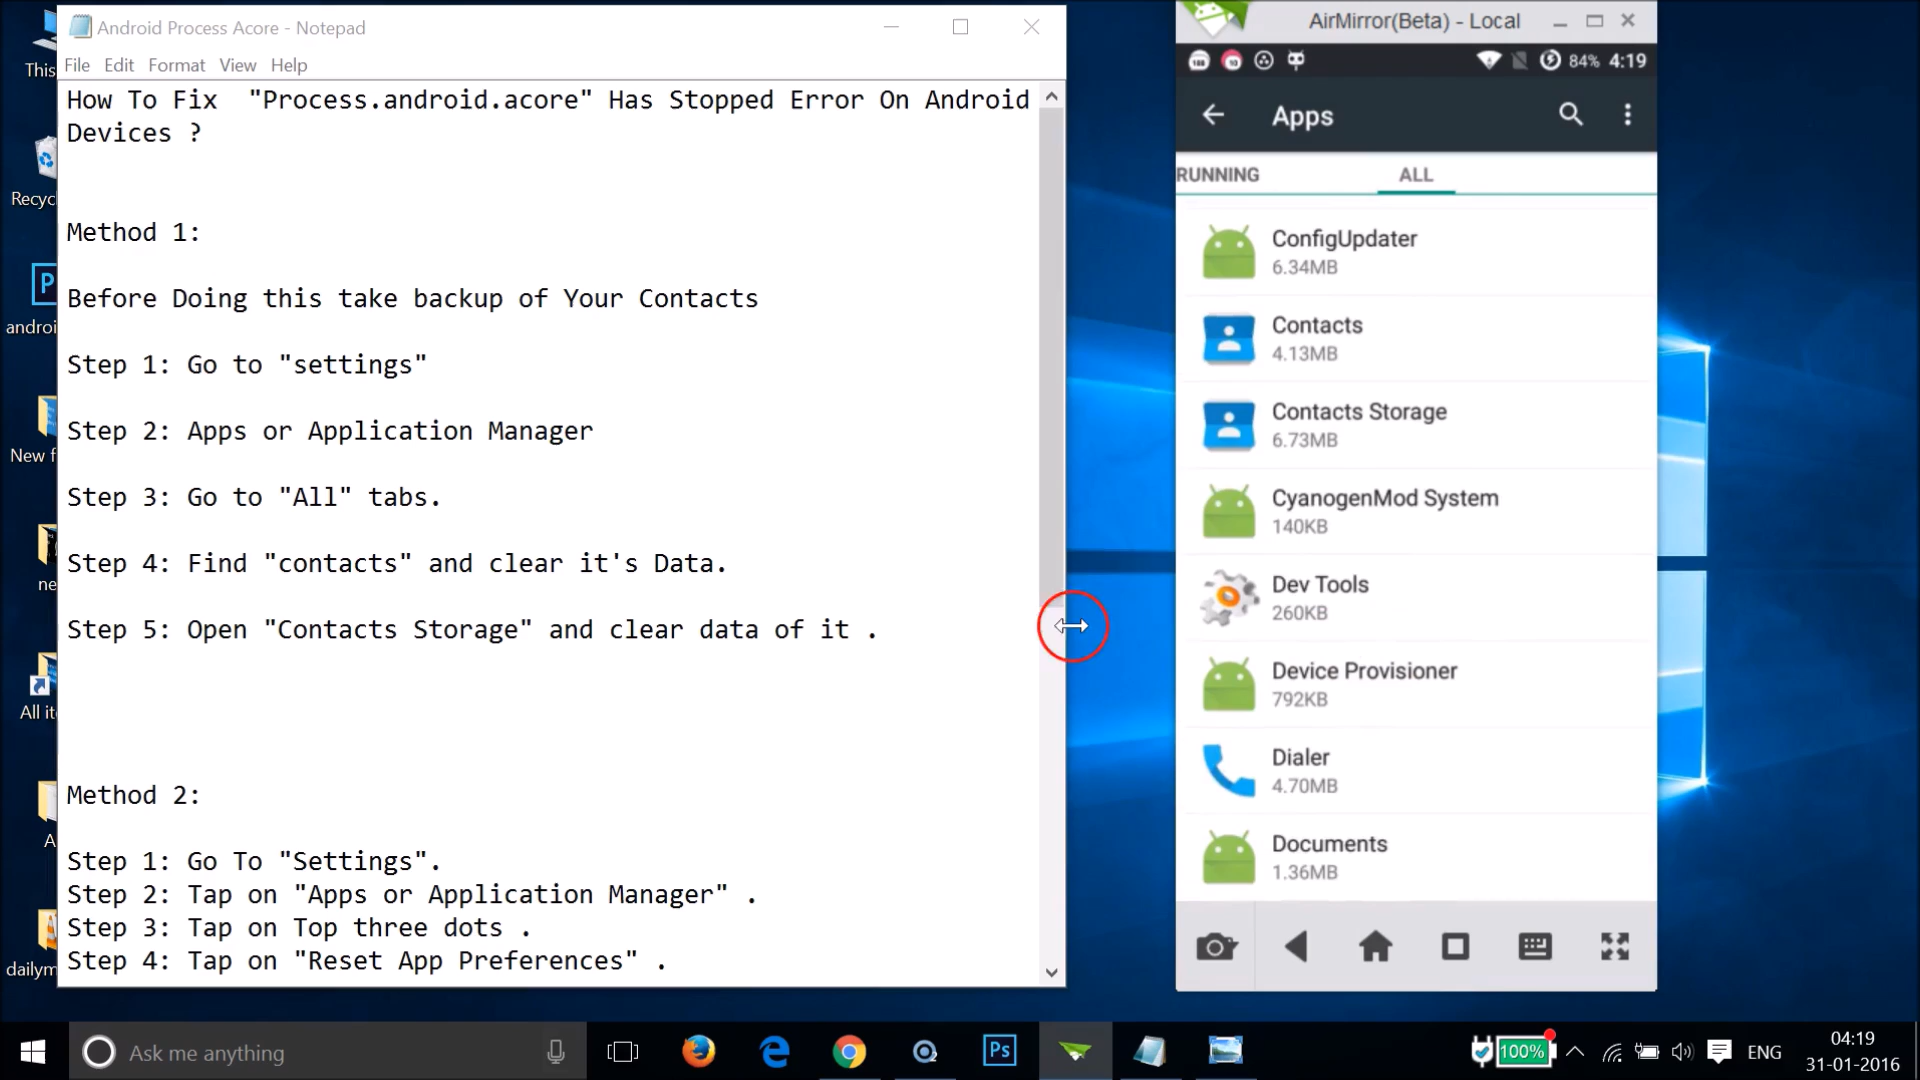 Android Process Acore - Notepad
File Edit Format View Help
How To Fix  "Process.android.acore" Has Stopped Error On Android
Devices ?
Method 1:
Before Doing this take backup of Your Contacts
Step 1: Go to "settings"
Step 2: Apps or Application Manager
Step 3: Go to "All" tabs.
Step 4: Find "contacts" and clear it's Data.
Step 5: Open "Contacts Storage" and clear data of it .
Method 2:
Step 1: Go To "Settings".
Step 2: Tap on "Apps or Application Manager" .
Step 3: Tap on Top three dots .
Step 4: Tap on "Reset App Preferences" .
This
Recyc
androi
New f
ne
All it
A
dailym
AirMirror(Beta) - Local
84% 4:19
Apps
RUNNING ALL
ConfigUpdater
6.34MB
Contacts
4.13MB
Contacts Storage
6.73MB
CyanogenMod System
140KB
Dev Tools
260KB
Device Provisioner
792KB
Dialer
4.70MB
Documents
1.36MB
Ask me anything
Ps
100%
ENG
04:19
31-01-2016